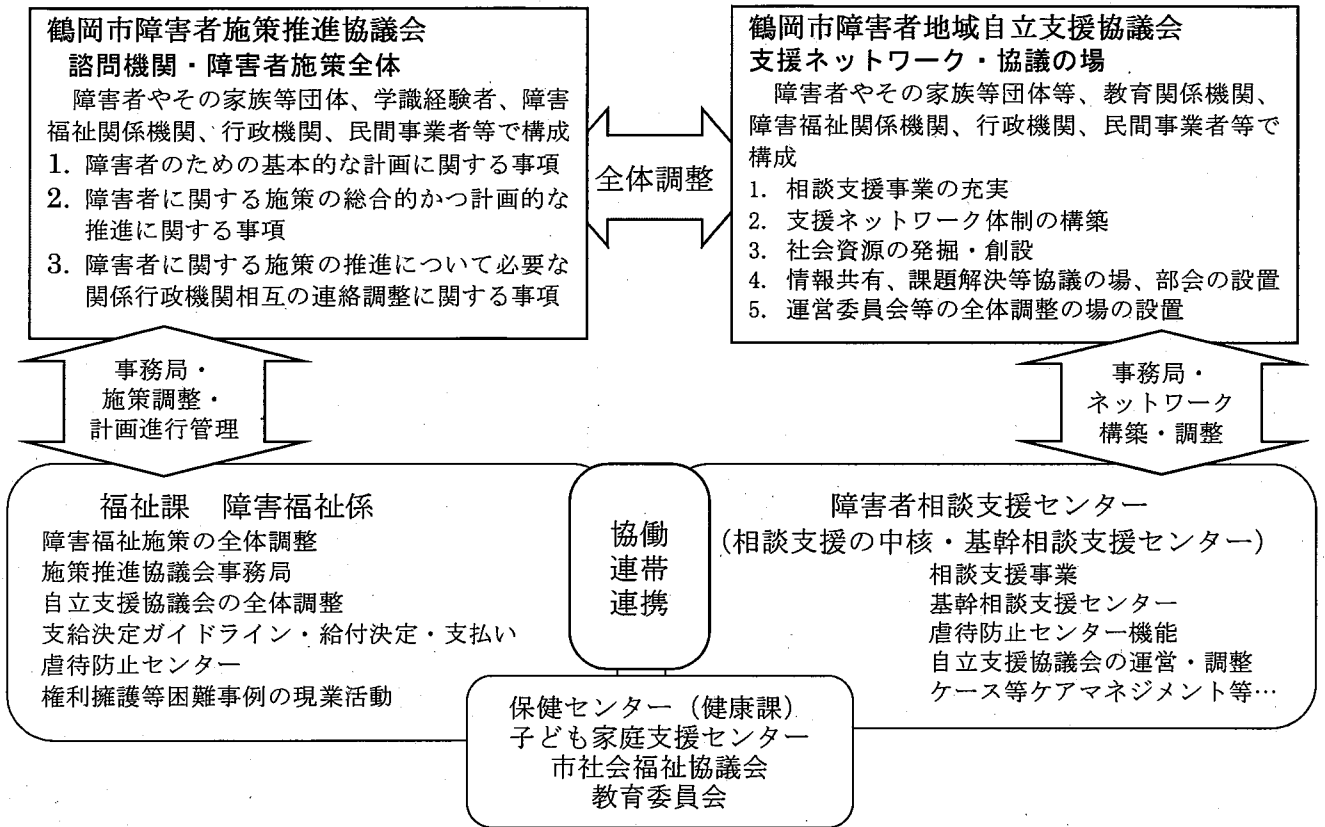 鶴岡市障害者施策推進協議会
諮問機関・障害者施策全体
障害者やその家族等団体、学識経験者、障害
福祉関係機関、行政機関、民間事業者等で構成
1. 障害者のための基本的な計画に関する事項
2. 障害者に関する施策の総合的かつ計画的な
推進に関する事項
3. 障害者に関する施策の推進について必要な
関係行政機関相互の連絡調整に関する事項
全体調整
鶴岡市障害者地域自立支援協議会
支援ネットワーク・協議の場
障害者やその家族等団体等、教育関係機関、
障害福祉関係機関、行政機関、民間事業者等で
構成
1. 相談支援事業の充実
2. 支援ネットワーク体制の構築
3. 社会資源の発掘・創設
4. 情報共有、課題解決等協議の場、部会の設置
5. 運営委員会等の全体調整の場の設置
事務局・
施策調整・
計画進行管理
事務局・
ネットワーク
構築・調整
福祉課 障害福祉係
障害福祉施策の全体調整
施策推進協議会事務局
自立支援協議会の全体調整
支給決定ガイドライン・給付決定・支払い
虐待防止センター
権利擁護等困難事例の現業活動
協働
連帯
連携
障害者相談支援センター
(相談支援の中核・基幹相談支援センター)
相談支援事業
基幹相談支援センター
虐待防止センター機能
自立支援協議会の運営・調整
ケース等ケアマネジメント等…
保健センター (健康課)
子ども家庭支援センター
市社会福祉協議会
教育委員会